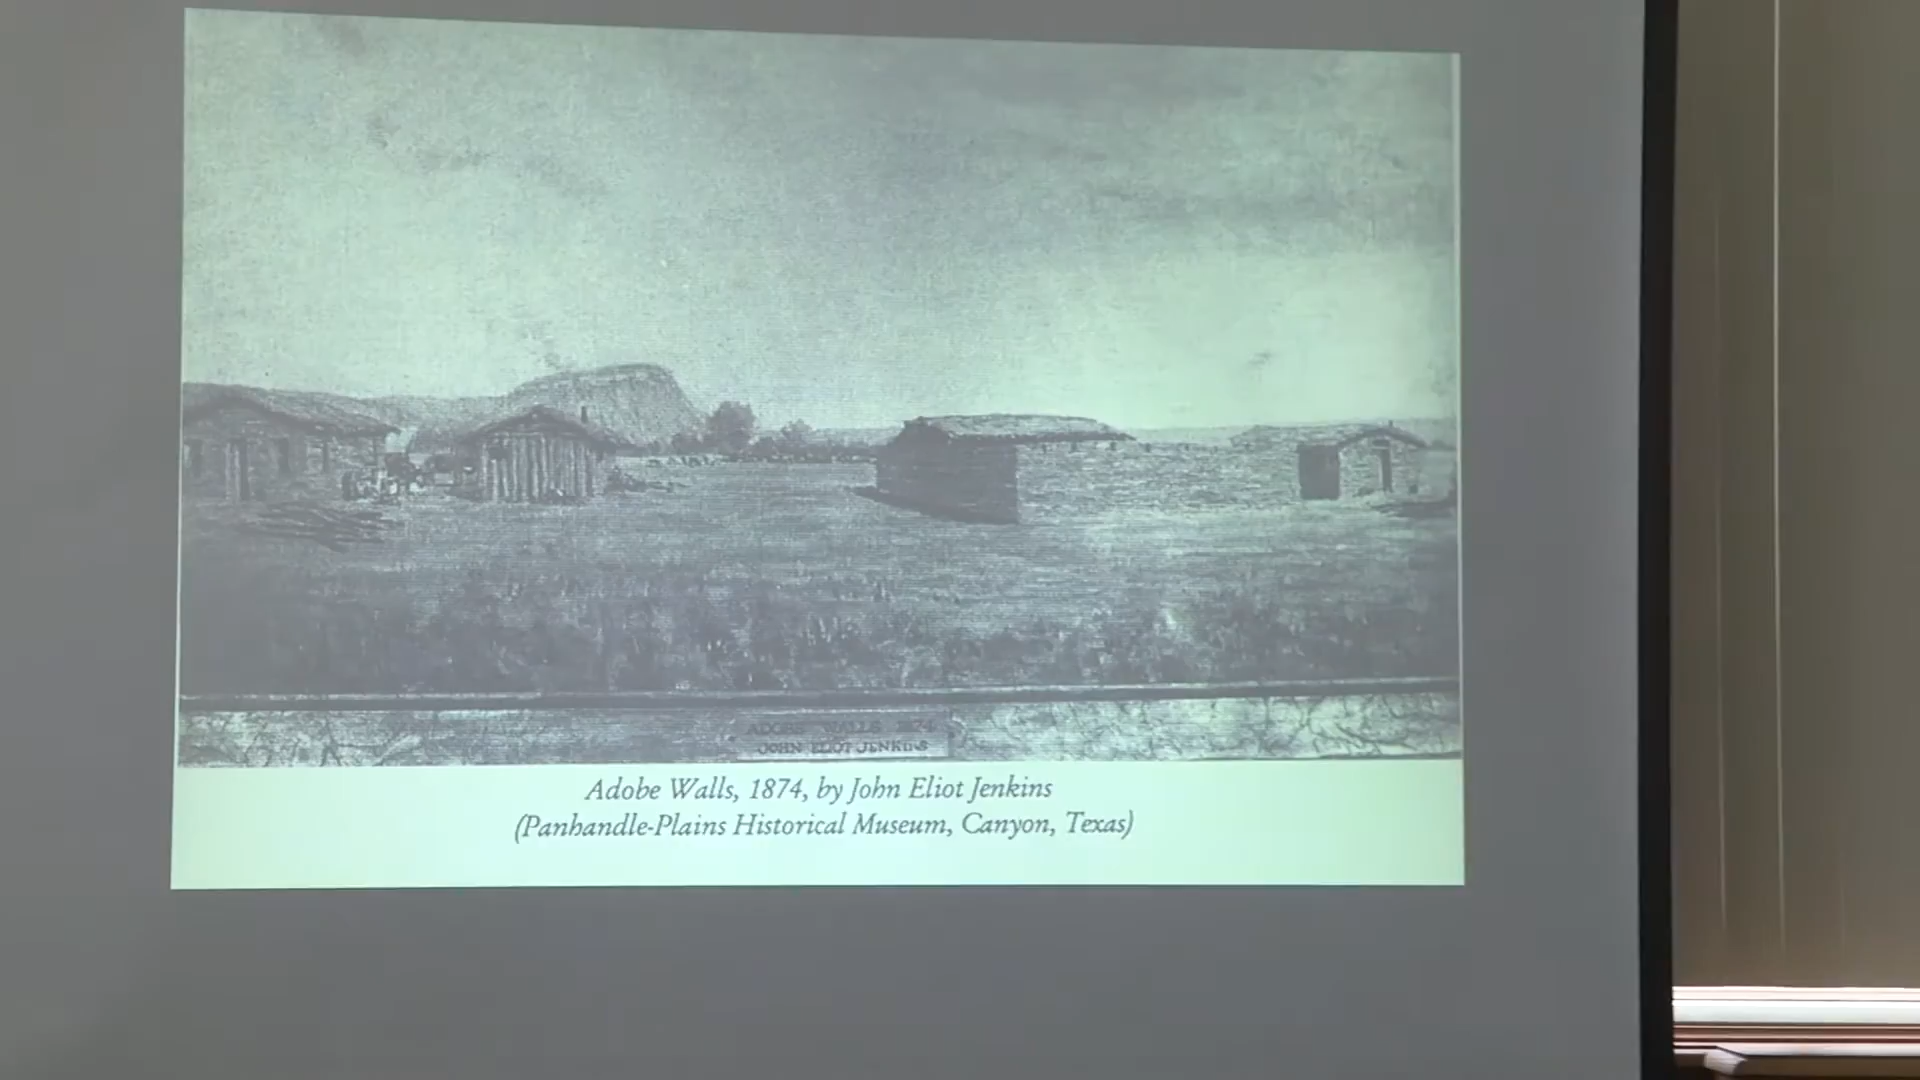 ADOBE WALLS 1874
JOHN ELIOT JENKINS
Adobe Walls, 1874, by John Eliot Jenkins
(Panhandle-Plains Historical Museum, Canyon, Texas)